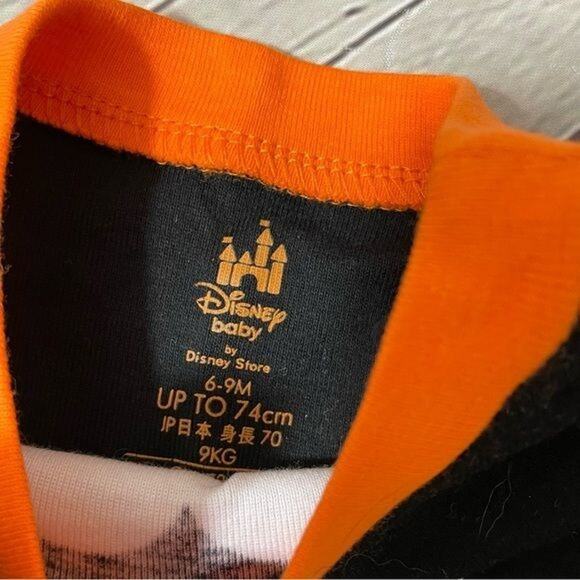 Disney
baby
by
Disney Store
6-9M
UP TO 74cm
JP日本 身長 70
9KG